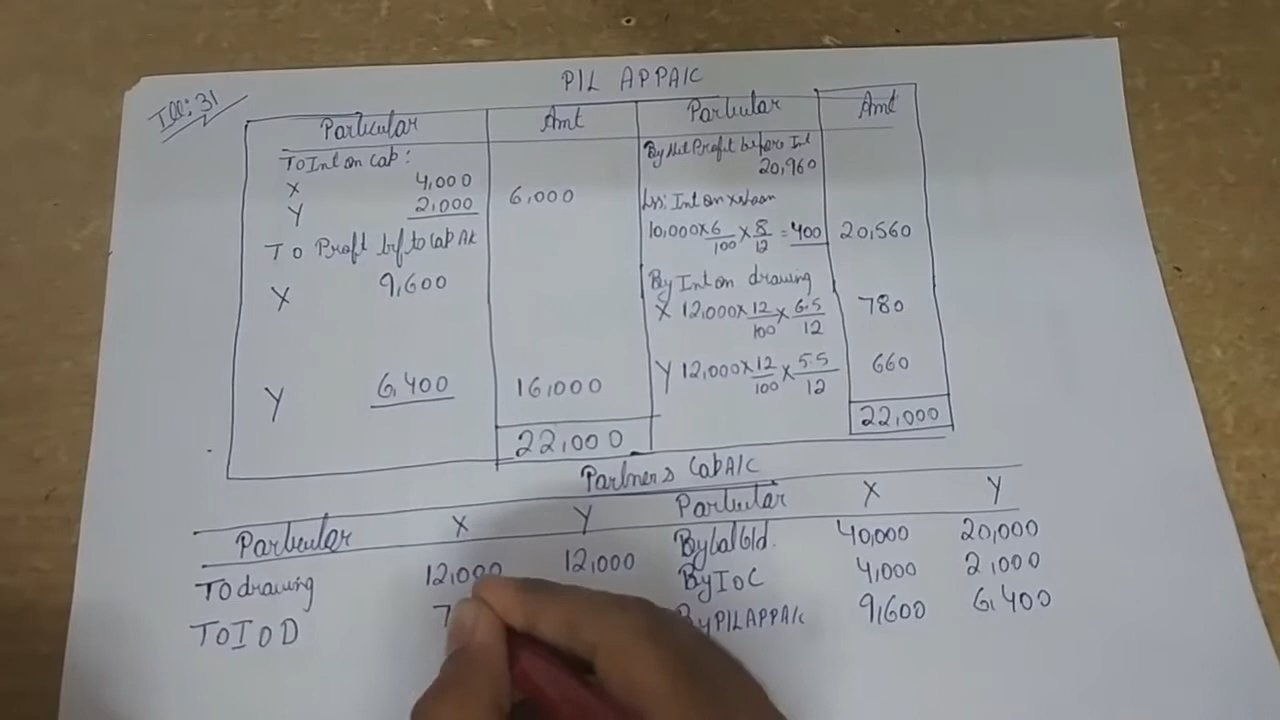 Ill: 31
P/L APP A/C
Particular Amt Particular Amt
To Int on Cap: By Net Profit before Int
X 4,000 20,960
Y 2,000 6,000 Less: Int on X's loan
To Profit trf to Cap A/c 10,000 × 6/100 × 8/12 = 400 20,560
X 9,600 By Int on drawing
X 12,000 × 12/100 × 6.5/12 780
Y 6,400 16,000 Y 12,000 × 12/100 × 5.5/12 660
22,000 22,000
Partners Cap A/C
Particular X Y Particular X Y
To drawing 12,000 12,000 By bal b/d. 40,000 20,000
To I O D 7 By I o C 4,000 2,000
By P/L APP A/c 9,600 6,400